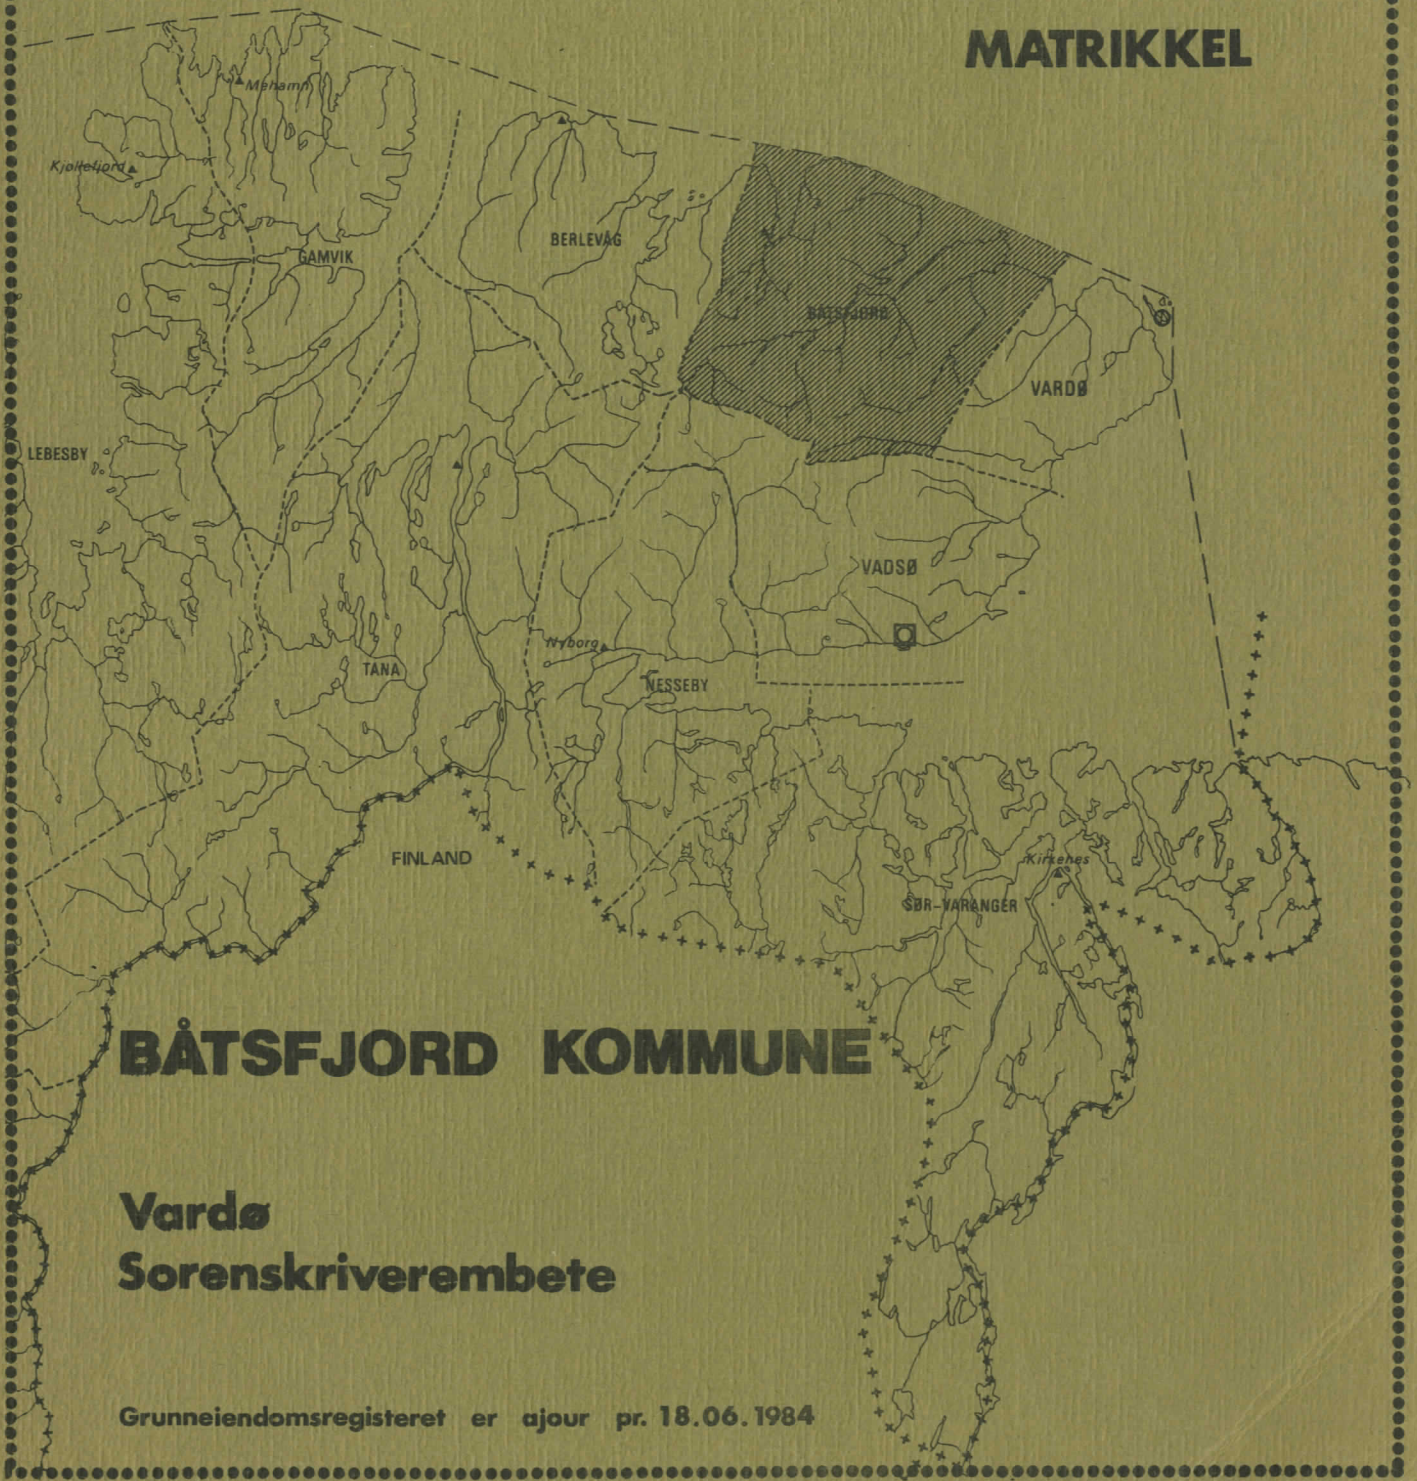 MATRIKKEL
Mehamn
Kjøllefjord
BERLEVÅG
GAMVIK
BÅTSFJORD
VARDØ
LEBESBY
VADSØ
Nyborg
TANA
NESSEBY
FINLAND
Kirkenes
SØR-VARANGER
BÅTSFJORD KOMMUNE
Vardø
Sorenskriverembete
Grunneiendomsregisteret er ajour pr. 18.06.1984